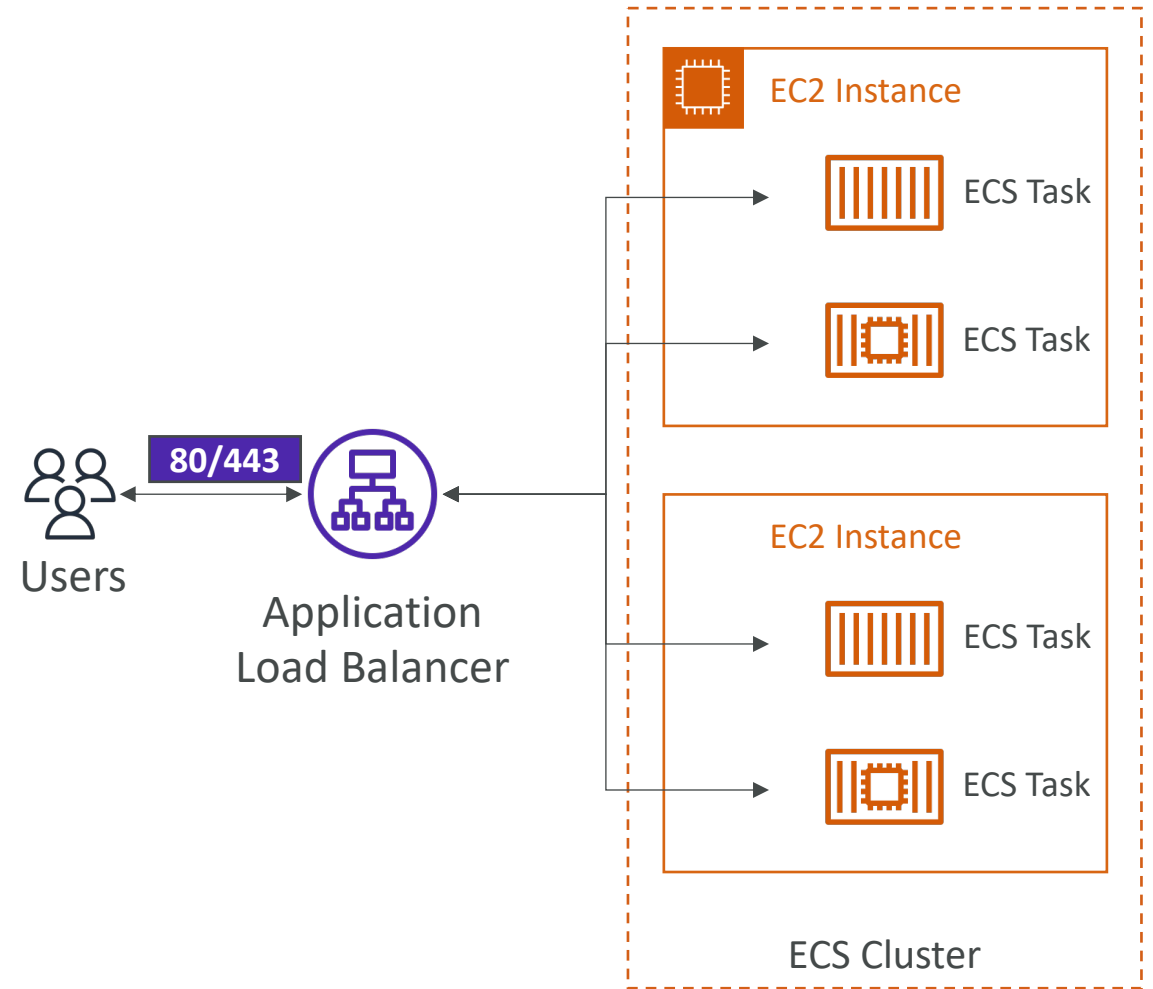 EC2 Instance
ECS Task
ECS Task
80/443
Users
Application
Load Balancer
EC2 Instance
ECS Task
ECS Task
ECS Cluster